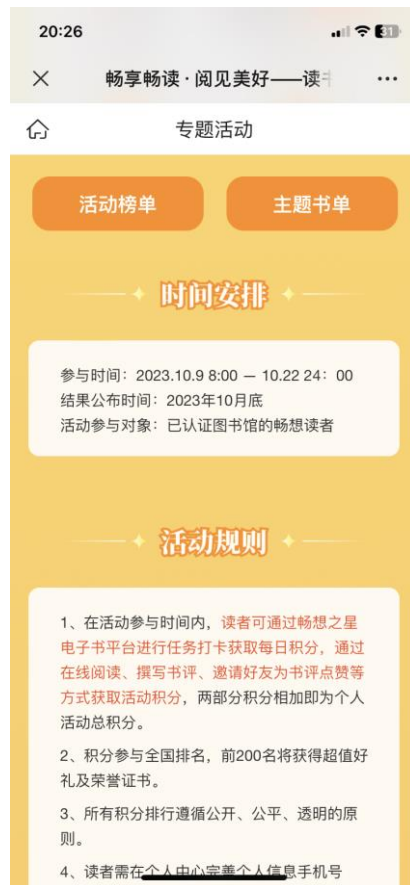 20:26
31
畅享畅读·阅见美好——读
专题活动
活动榜单
主题书单
时间安排
参与时间：2023.10.9 8:00 — 10.22 24：00
结果公布时间：2023年10月底
活动参与对象：已认证图书馆的畅想读者
活动规则
1、在活动参与时间内，读者可通过畅想之星
电子书平台进行任务打卡获取每日积分，通过
在线阅读、撰写书评、邀请好友为书评点赞等
方式获取活动积分，两部分积分相加即为个人
活动总积分。
2、积分参与全国排名，前200名将获得超值好
礼及荣誉证书。
3、所有积分排行遵循公开、公平、透明的原
则。
4、读者需在个人中心完善个人信息手机号